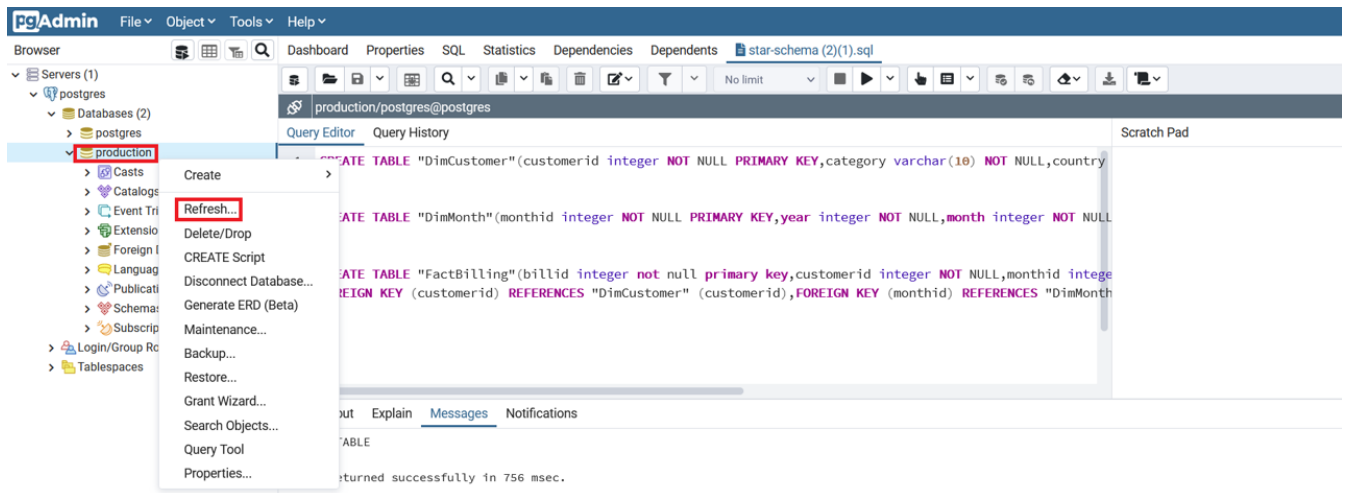 pgAdmin File Object Tools Help
Browser
Dashboard Properties SQL Statistics Dependencies Dependents star-schema (2)(1).sql
Servers (1)
postgres
Databases (2)
postgres
production
Casts
Catalogs
Event Tri
Extensio
Foreign
Languag
Publicati
Schemas
Subscrip
Login/Group Ro
Tablespaces
Create
Refresh...
Delete/Drop
CREATE Script
Disconnect Database...
Generate ERD (Beta)
Maintenance...
Backup...
Restore...
Grant Wizard...
Search Objects...
Query Tool
Properties...
No limit
production/postgres@postgres
Query Editor Query History
Scratch Pad
CREATE TABLE "DimCustomer"(customerid integer NOT NULL PRIMARY KEY,category varchar(10) NOT NULL,country
EATE TABLE "DimMonth"(monthid integer NOT NULL PRIMARY KEY,year integer NOT NULL,month integer NOT NULL
EATE TABLE "FactBilling"(billid integer not null primary key,customerid integer NOT NULL,monthid intege
REIGN KEY (customerid) REFERENCES "DimCustomer" (customerid),FOREIGN KEY (monthid) REFERENCES "DimMonth
out Explain Messages Notifications
TABLE
eturned successfully in 756 msec.